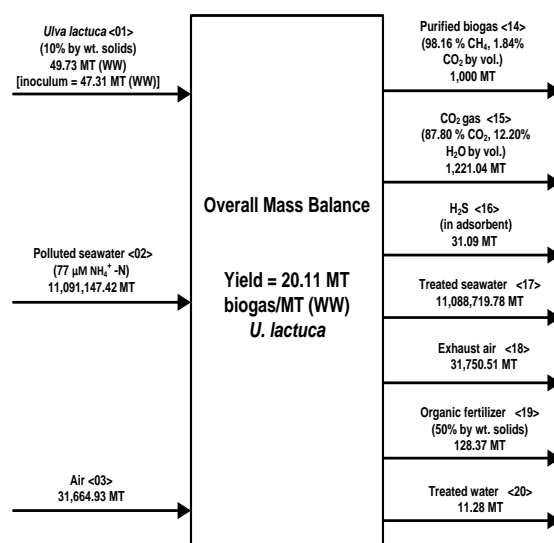 Ulva lactuca <01>
(10% by wt. solids)
49.73 MT (WW)
[inoculum = 47.31 MT (WW)]
Polluted seawater <02>
(77 µM NH₄⁺ -N)
11,091,147.42 MT
Air <03>
31,664.93 MT
Overall Mass Balance
Yield = 20.11 MT
biogas/MT (WW)
U. lactuca
Purified biogas <14>
(98.16 % CH₄, 1.84%
CO₂ by vol.)
1,000 MT
CO₂ gas <15>
(87.80 % CO₂, 12.20%
H₂O by vol.)
1,221.04 MT
H₂S <16>
(in adsorbent)
31.09 MT
Treated seawater <17>
11,088,719.78 MT
Exhaust air <18>
31,750.51 MT
Organic fertilizer <19>
(50% by wt. solids)
128.37 MT
Treated water <20>
11.28 MT